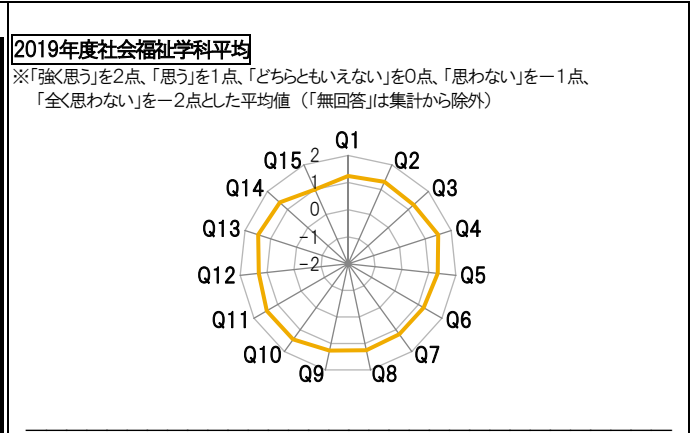 2019年度社会福祉学科平均
※「強く思う」を2点、「思う」を1点、「どちらともいえない」を0点、「思わない」を－1点、
「全く思わない」を－2点とした平均値 （「無回答」は集計から除外）
Q1
Q15 2 Q2
Q14 1 Q3
Q13 0 Q4
-1
Q12 -2 Q5
Q11 Q6
Q10 Q7
Q9 Q8